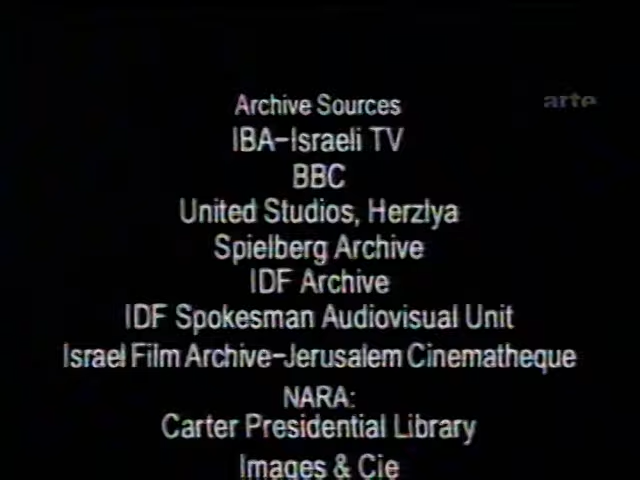 Archive Sources
arte
IBA-Israeli TV
BBC
United Studios, Herzlya
Spielberg Archive
IDF Archive
IDF Spokesman Audiovisual Unit
Israel Film Archive-Jerusalem Cinematheque
NARA:
Carter Presidential Library
Images & Cie